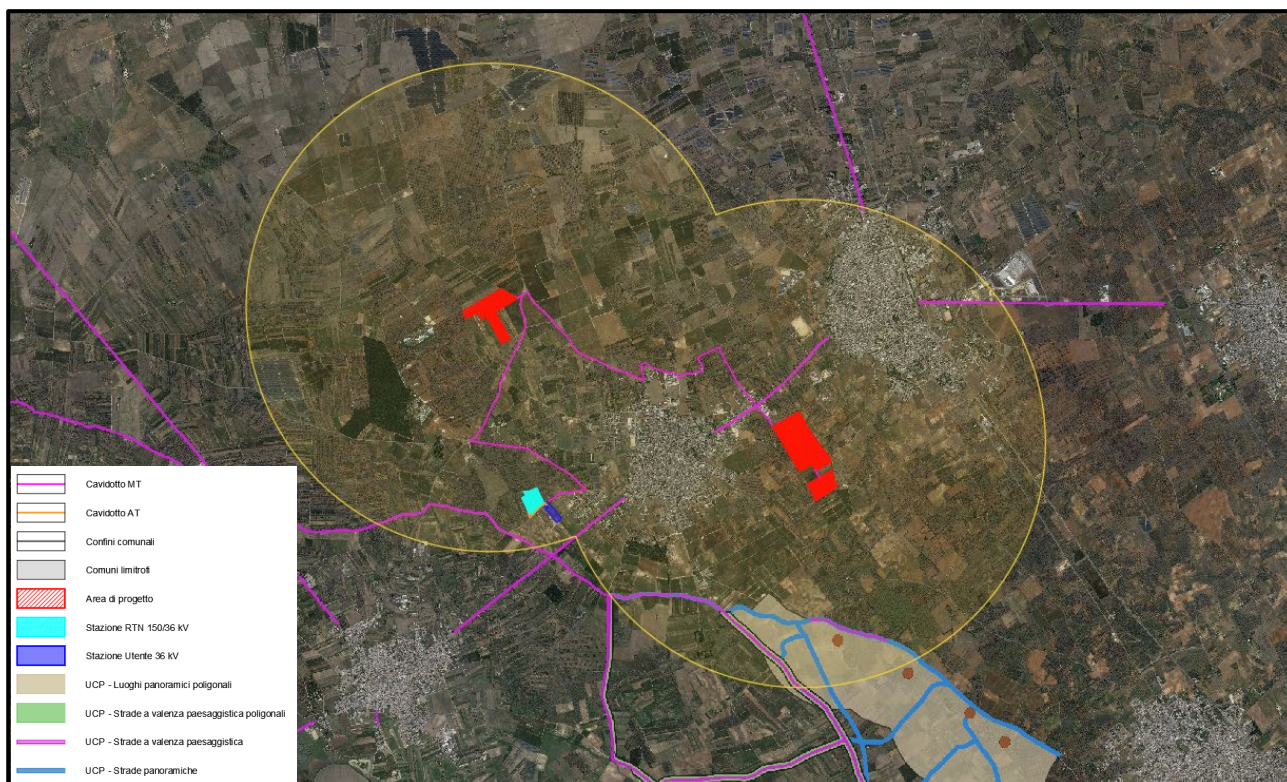 Cavidotto MT
Cavidotto AT
Confini comunali
Comuni limitrofi
Area di progetto
Stazione RTN 150/36 kV
Stazione Utente 36 kV
UCP - Luoghi panoramici poligonali
UCP - Strade a valenza paesaggistica poligonali
UCP - Strade a valenza paesaggistica
UCP - Strade panoramiche